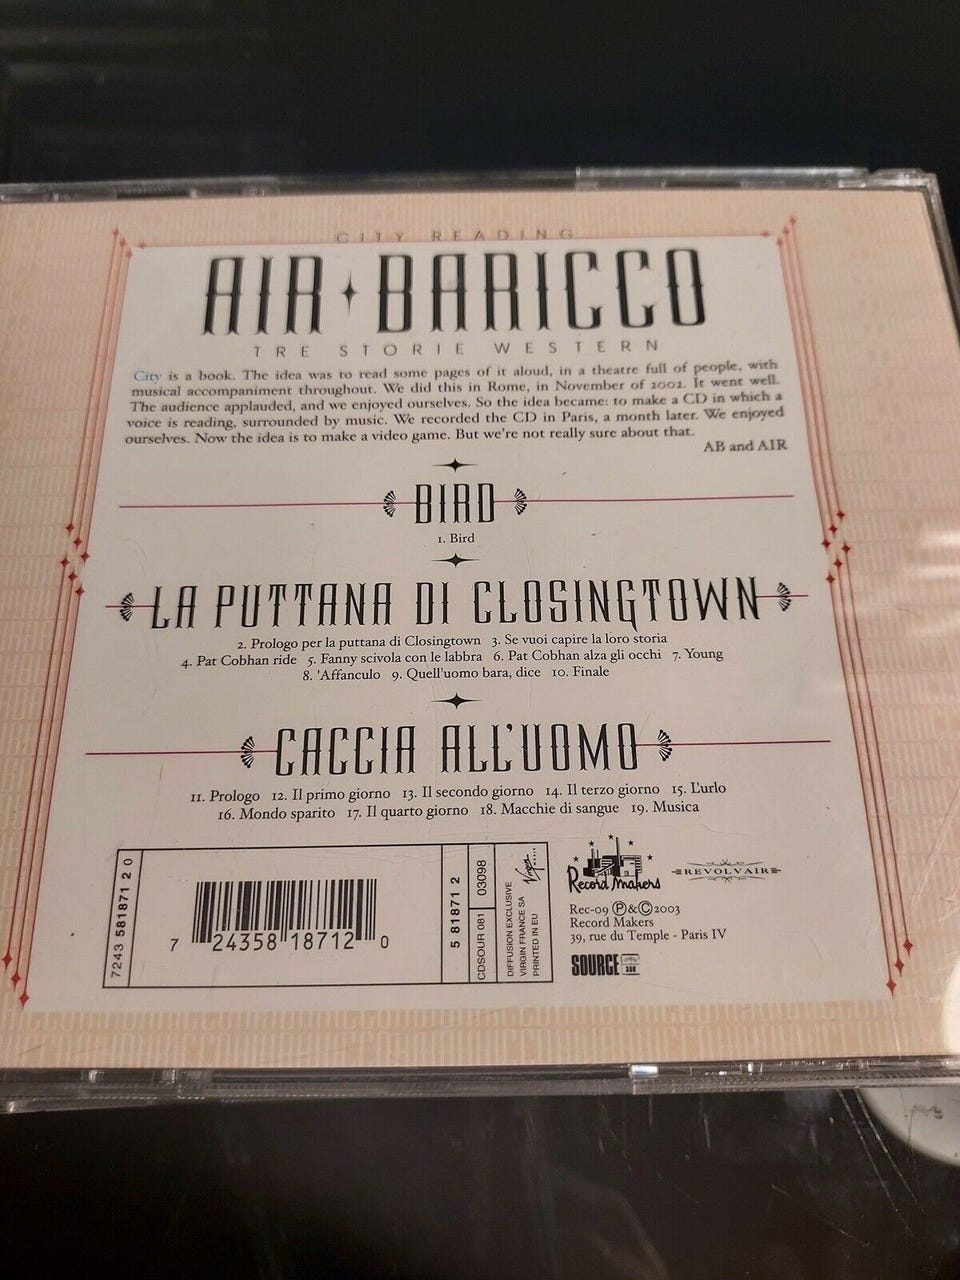 CITY READING
AIR BARICCO
TRE STORIE WESTERN
City is a book. The idea was to read some pages of it aloud, in a theatre full of people, with
musical accompaniment throughout. We did this in Rome, in November of 2002. It went well.
The audience applauded, and we enjoyed ourselves. So the idea became: to make a CD in which a
voice is reading, surrounded by music. We recorded the CD in Paris, a month later. We enjoyed
ourselves. Now the idea is to make a video game. But we're not really sure about that.
AB and AIR
BIRD
1. Bird
LA PUTTANA DI CLOSINGTOWN
2. Prologo per la puttana di Closingtown 3. Se vuoi capire la loro storia
4. Pat Cobhan ride 5. Fanny scivola con le labbra 6. Pat Cobhan alza gli occhi 7. Young
8. 'Affanculo 9. Quell'uomo bara, dice 10. Finale
CACCIA ALL'UOMO
11. Prologo 12. Il primo giorno 13. Il secondo giorno 14. Il terzo giorno 15. L'urlo
16. Mondo sparito 17. Il quarto giorno 18. Macchie di sangue 19. Musica
7243 581871 2 0
7 24358 18712 0
5 81871 2
CDSOUR 081 03098
DIFFUSION EXCLUSIVE
VIRGIN FRANCE SA
PRINTED IN EU
Virgin
Record Makers
REVOLVAIR
Rec-09 Ⓟ&©2003
Record Makers
39, rue du Temple - Paris IV
SOURCE